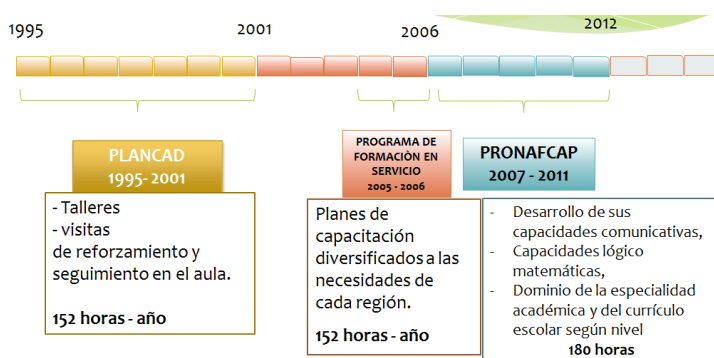 1995
2001
2006
2012
PLANCAD
1995- 2001
- Talleres
- visitas
de reforzamiento y
seguimiento en el aula.
152 horas - año
PROGRAMA DE
FORMACIÒN EN
SERVICIO
2005 - 2006
Planes de
capacitación
diversificados a las
necesidades de
cada región.
152 horas - año
PRONAFCAP
2007 - 2011
- Desarrollo de sus
capacidades comunicativas,
- Capacidades lógico
matemáticas,
- Dominio de la especialidad
académica y del currículo
escolar según nivel
180 horas